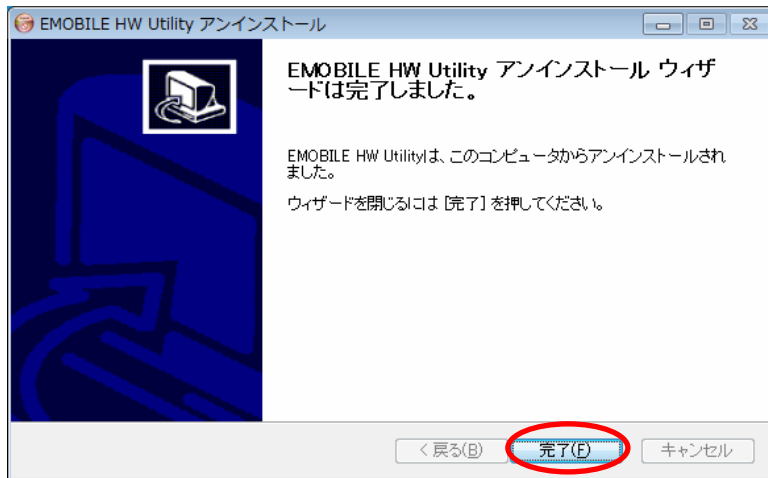 EMOBILE HW Utility アンインストール
EMOBILE HW Utility アンインストール ウィザ
ードは完了しました。
EMOBILE HW Utilityは、このコンピュータからアンインストールされ
ました。
ウィザードを閉じるには [完了] を押してください。
< 戻る(B) 完了(F) キャンセル